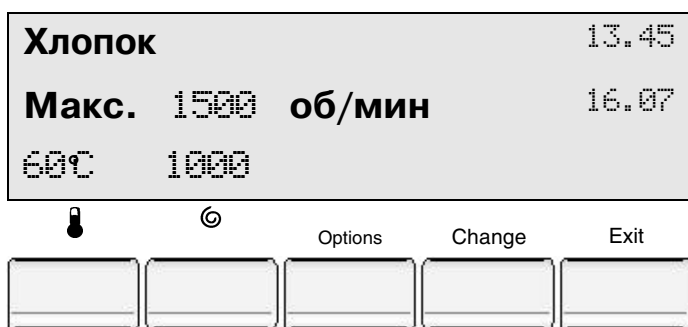 Хлопок 13.45
Макс. 1500 об/мин 16.07
60°C 1000
Options Change Exit